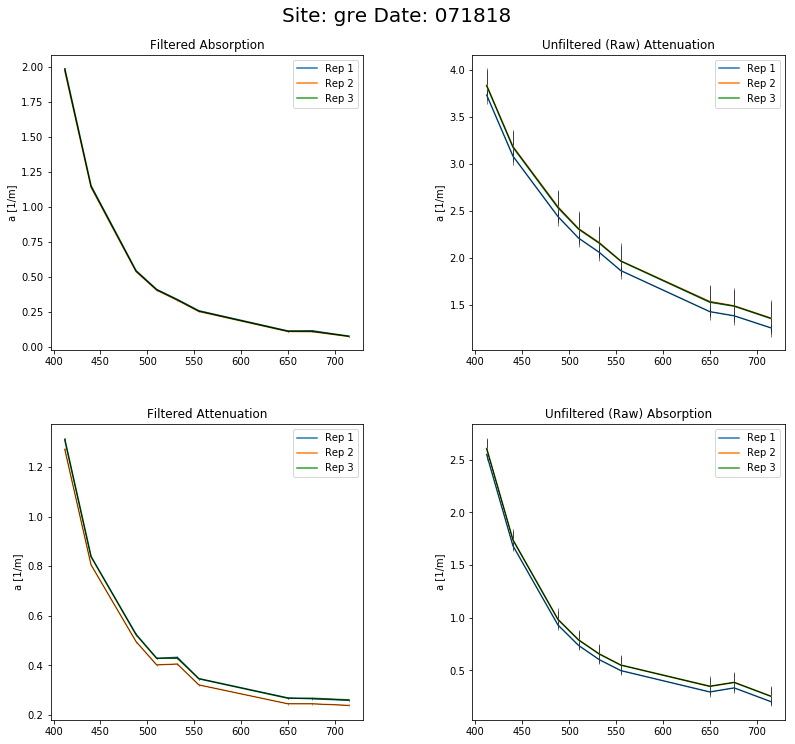 Site: gre Date: 071818
Filtered Absorption
a [1/m]
2.00
1.75
1.50
1.25
1.00
0.75
0.50
0.25
0.00
400 450 500 550 600 650 700
Rep 1
Rep 2
Rep 3
Unfiltered (Raw) Attenuation
a [1/m]
4.0
3.5
3.0
2.5
2.0
1.5
400 450 500 550 600 650 700
Rep 1
Rep 2
Rep 3
Filtered Attenuation
a [1/m]
1.2
1.0
0.8
0.6
0.4
0.2
400 450 500 550 600 650 700
Rep 1
Rep 2
Rep 3
Unfiltered (Raw) Absorption
a [1/m]
2.5
2.0
1.5
1.0
0.5
400 450 500 550 600 650 700
Rep 1
Rep 2
Rep 3